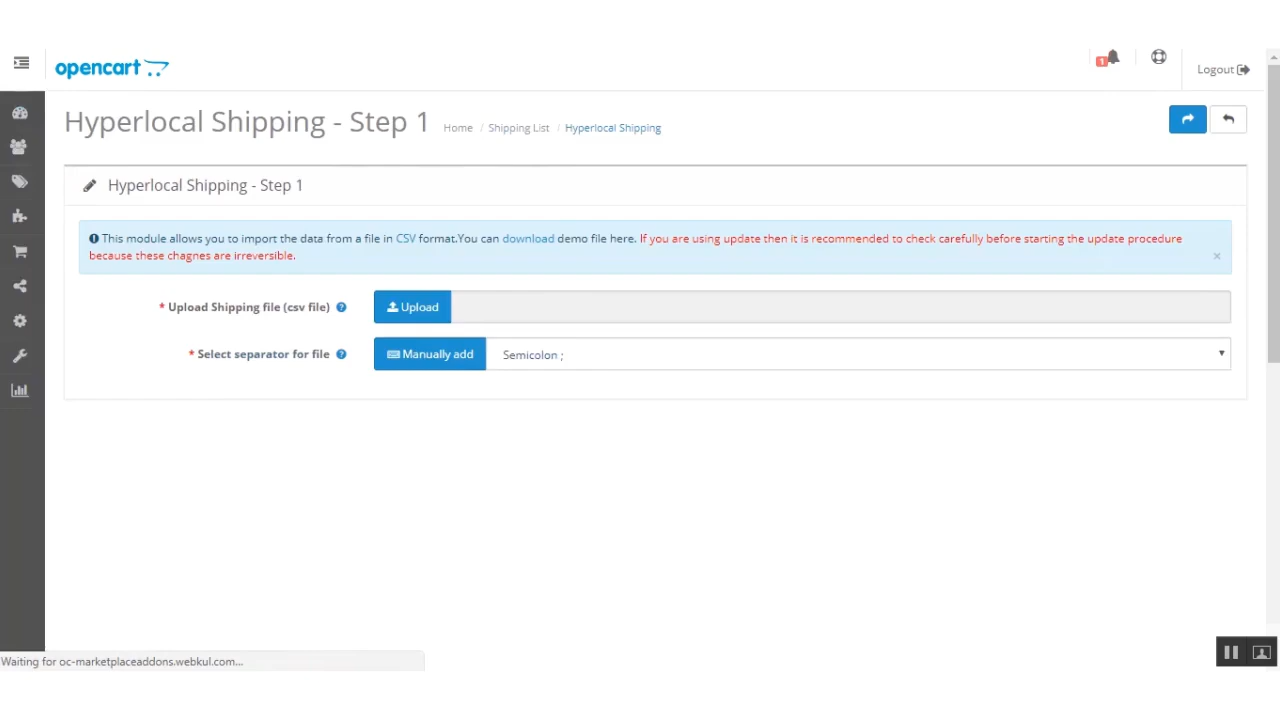 opencart
1
Logout
Hyperlocal Shipping - Step 1
Home / Shipping List / Hyperlocal Shipping
Hyperlocal Shipping - Step 1
This module allows you to import the data from a file in CSV format.You can download demo file here. If you are using update then it is recommended to check carefully before starting the update procedure
because these chagnes are irreversible.
×
* Upload Shipping file (csv file) ?
Upload
* Select separator for file ?
Manually add
Semicolon ;
Waiting for oc-marketplaceaddons.webkul.com...